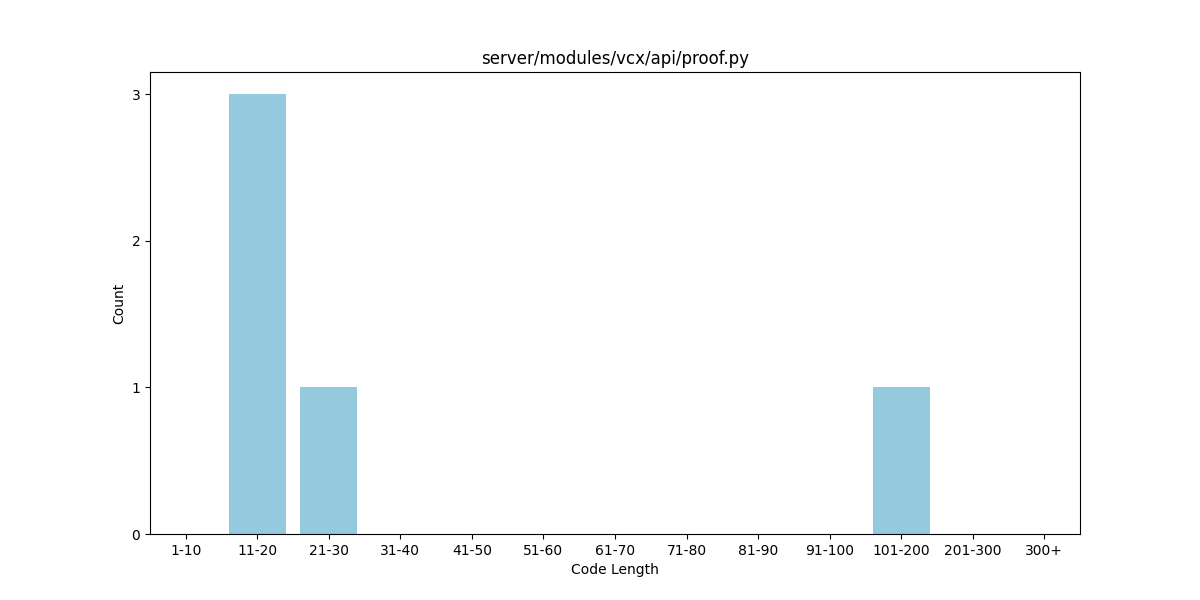 server/modules/vcx/api/proof.py
Count
3
2
1
0
1-10 11-20 21-30 31-40 41-50 51-60 61-70 71-80 81-90 91-100 101-200 201-300 300+
Code Length